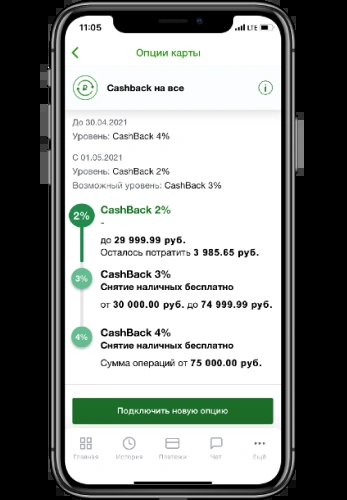 11:05
LTE
Опции карты
Cashback на все
До 30.04.2021
Уровень: CashBack 4%
С 01.05.2021
Уровень: CashBack 2%
Возможный уровень: CashBack 3%
2%
CashBack 2%
-
до 29 999.99 руб.
Осталось потратить 3 985.65 руб.
3%
CashBack 3%
Снятие наличных бесплатно
от 30 000.00 руб. до 74 999.99 руб.
4%
CashBack 4%
Снятие наличных бесплатно
Сумма операций от 75 000.00 руб.
Подключить новую опцию
Главная История Платежи Чат Ещё